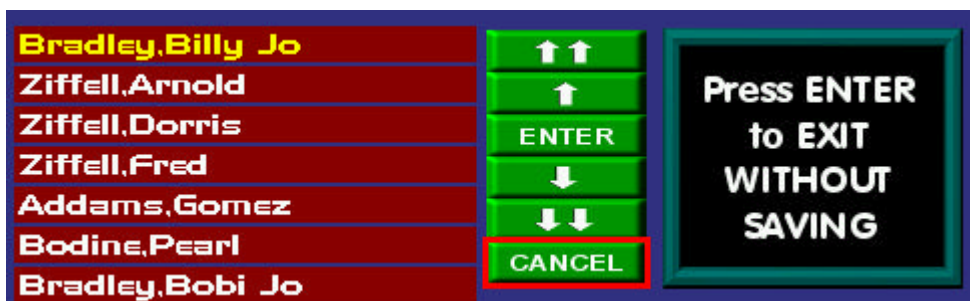 Bradley,Billy Jo
Ziffell,Arnold
Ziffell,Dorris
Ziffell,Fred
Addams,Gomez
Bodine,Pearl
Bradley,Bobi Jo
ENTER
CANCEL
Press ENTER
to EXIT
WITHOUT
SAVING